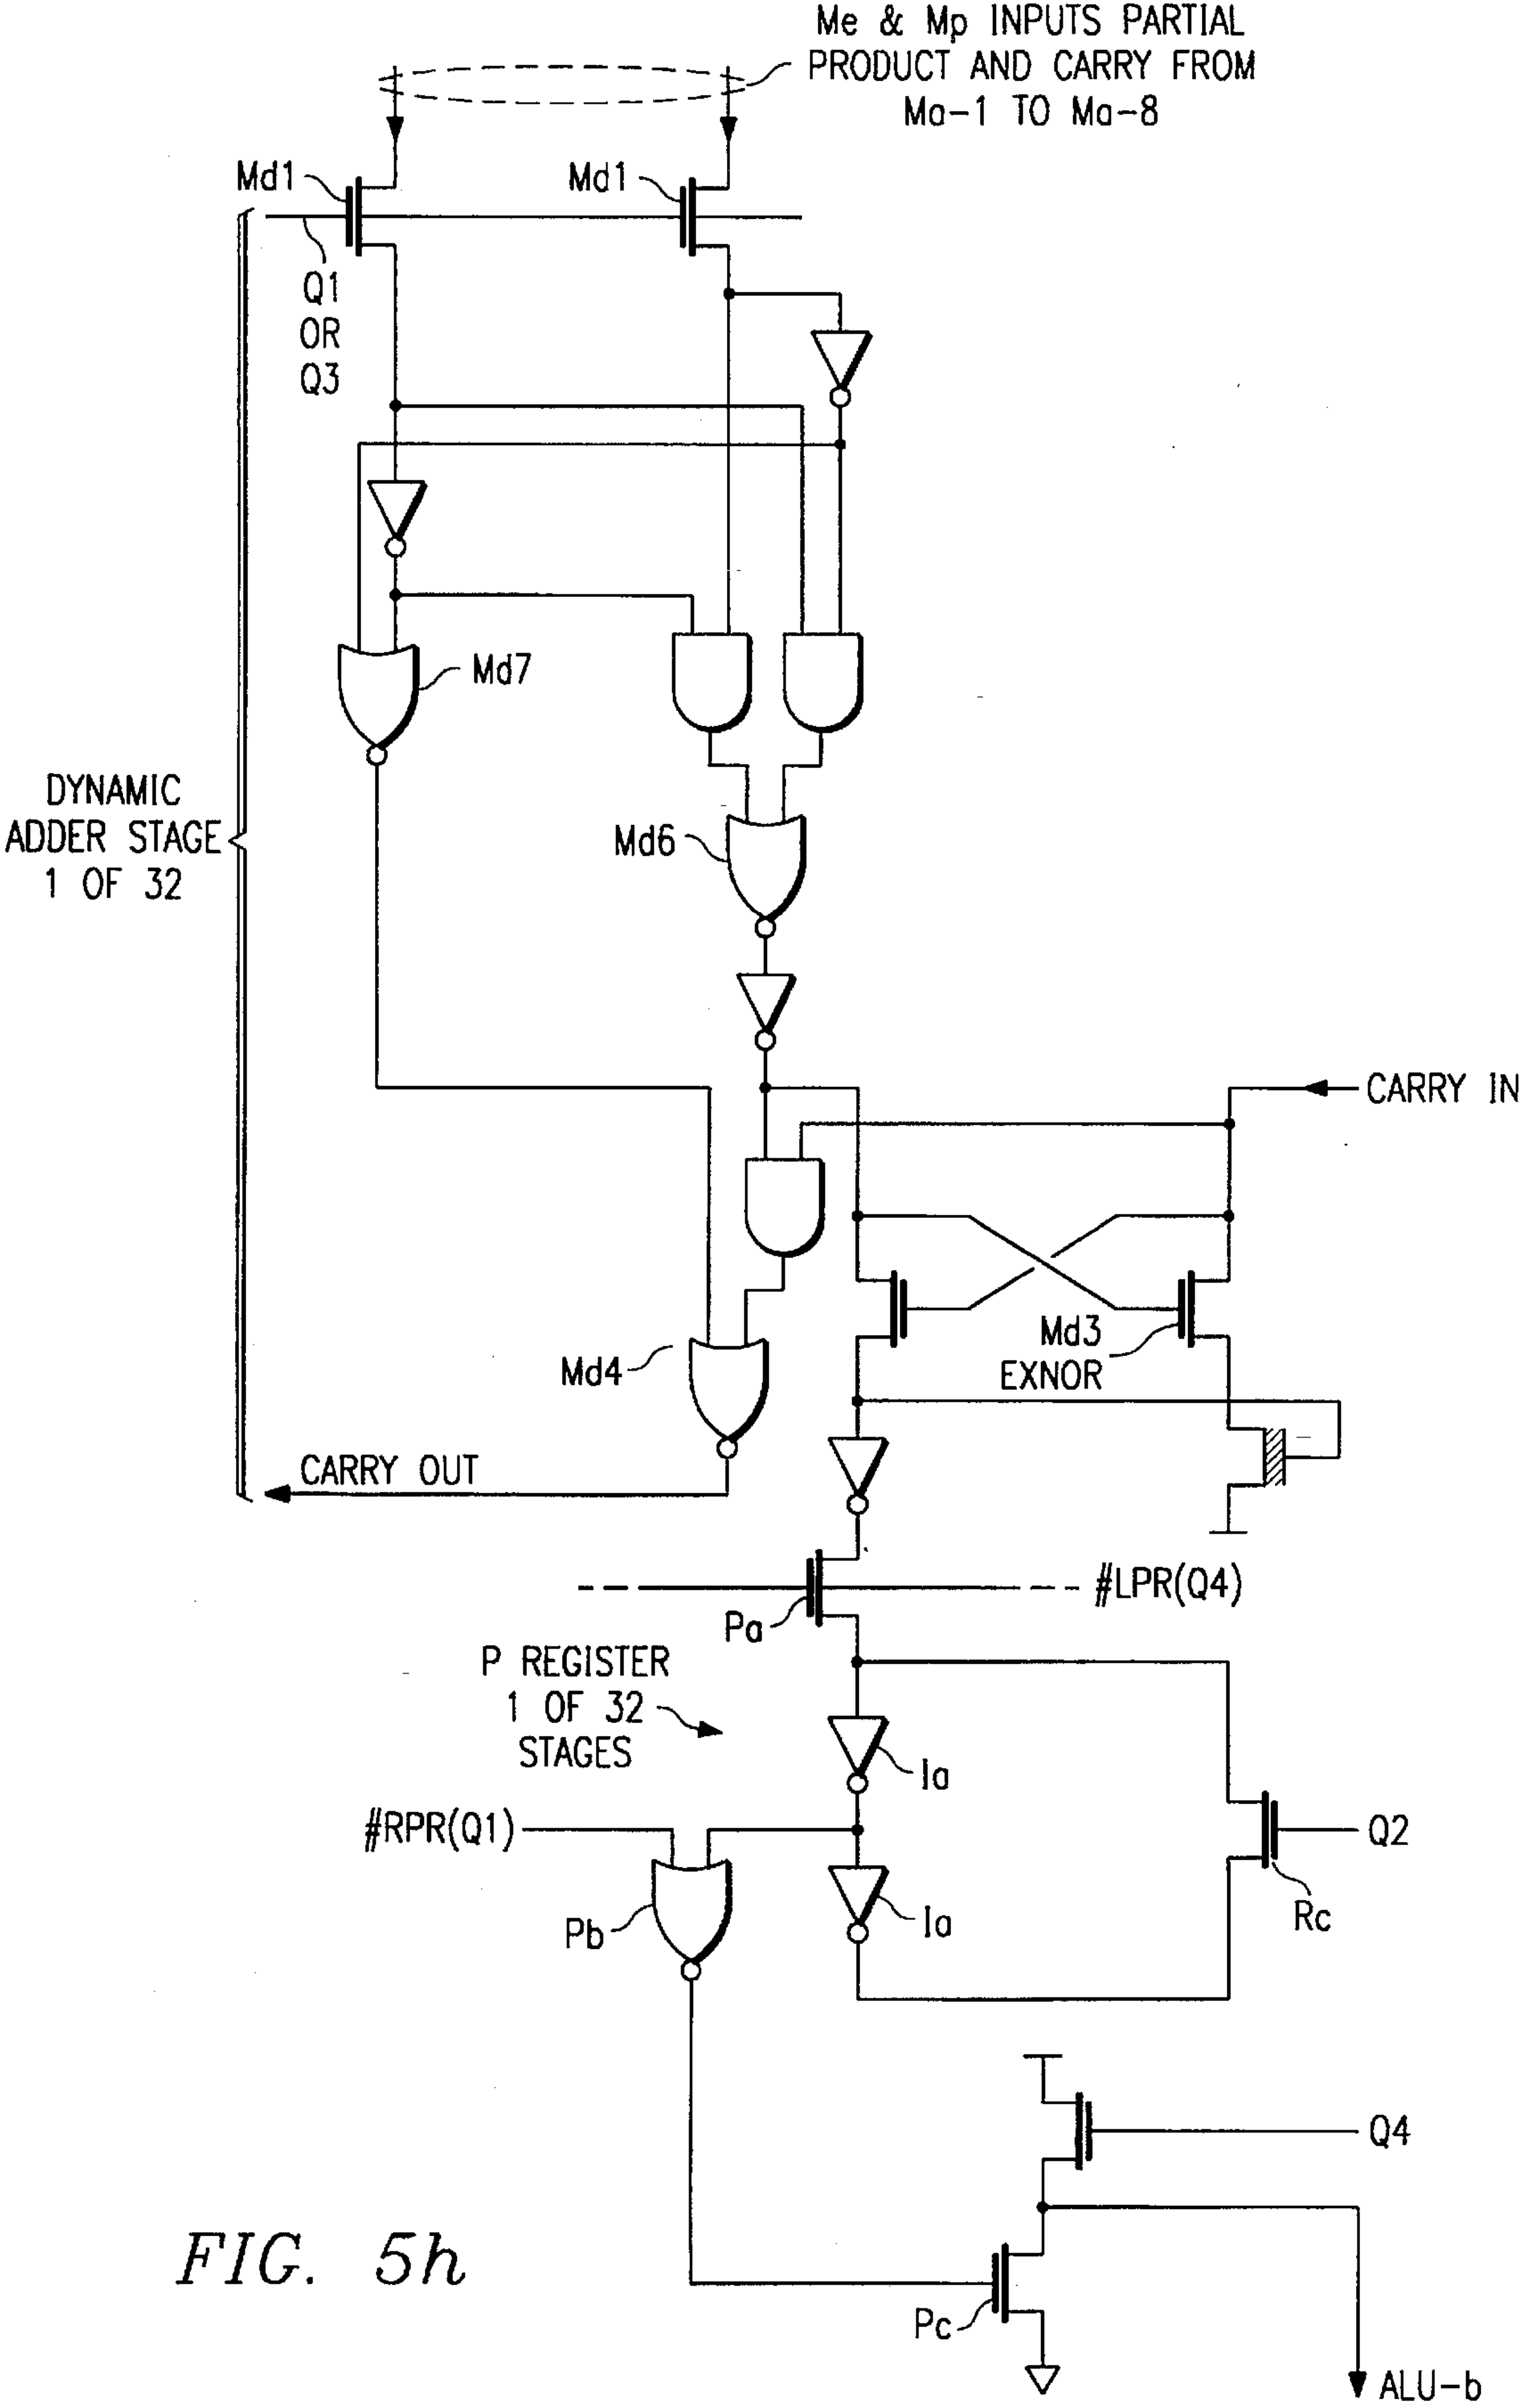 Me & Mp INPUTS PARTIAL
PRODUCT AND CARRY FROM
Ma-1 TO Ma-8
Md1
Md1
Q1
OR
Q3
Md7
DYNAMIC
ADDER STAGE
1 OF 32
Md6
CARRY IN
Md3
EXNOR
Md4
CARRY OUT
#LPR(Q4)
Pa
P REGISTER
1 OF 32
STAGES
Ia
#RPR(Q1)
Q2
Rc
Ia
Pb
Q4
FIG. 5h
Pc
ALU-b